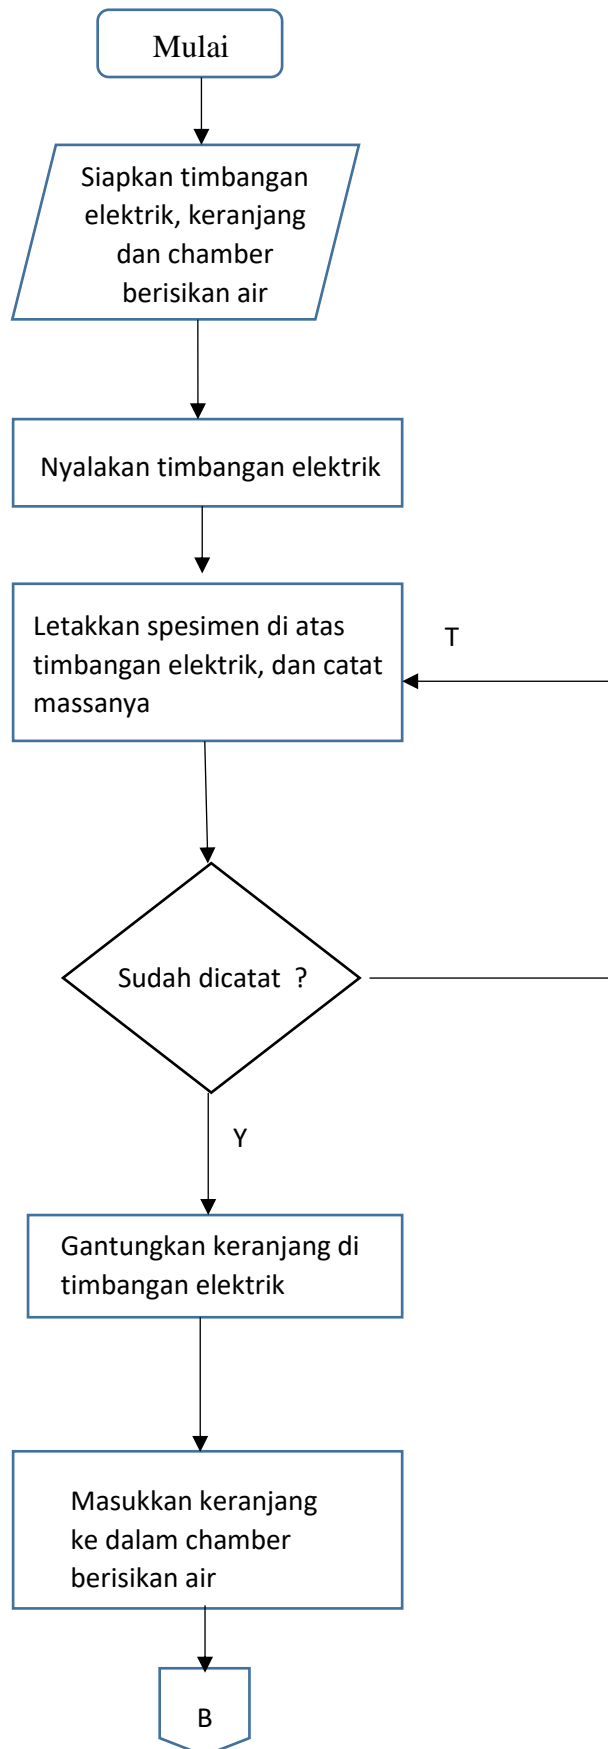 Mulai
Siapkan timbangan
elektrik, keranjang
dan chamber
berisikan air
Nyalakan timbangan elektrik
Letakkan spesimen di atas
timbangan elektrik, dan catat
massanya
T
Sudah dicatat  ?
Y
Gantungkan keranjang di
timbangan elektrik
Masukkan keranjang
ke dalam chamber
berisikan air
B